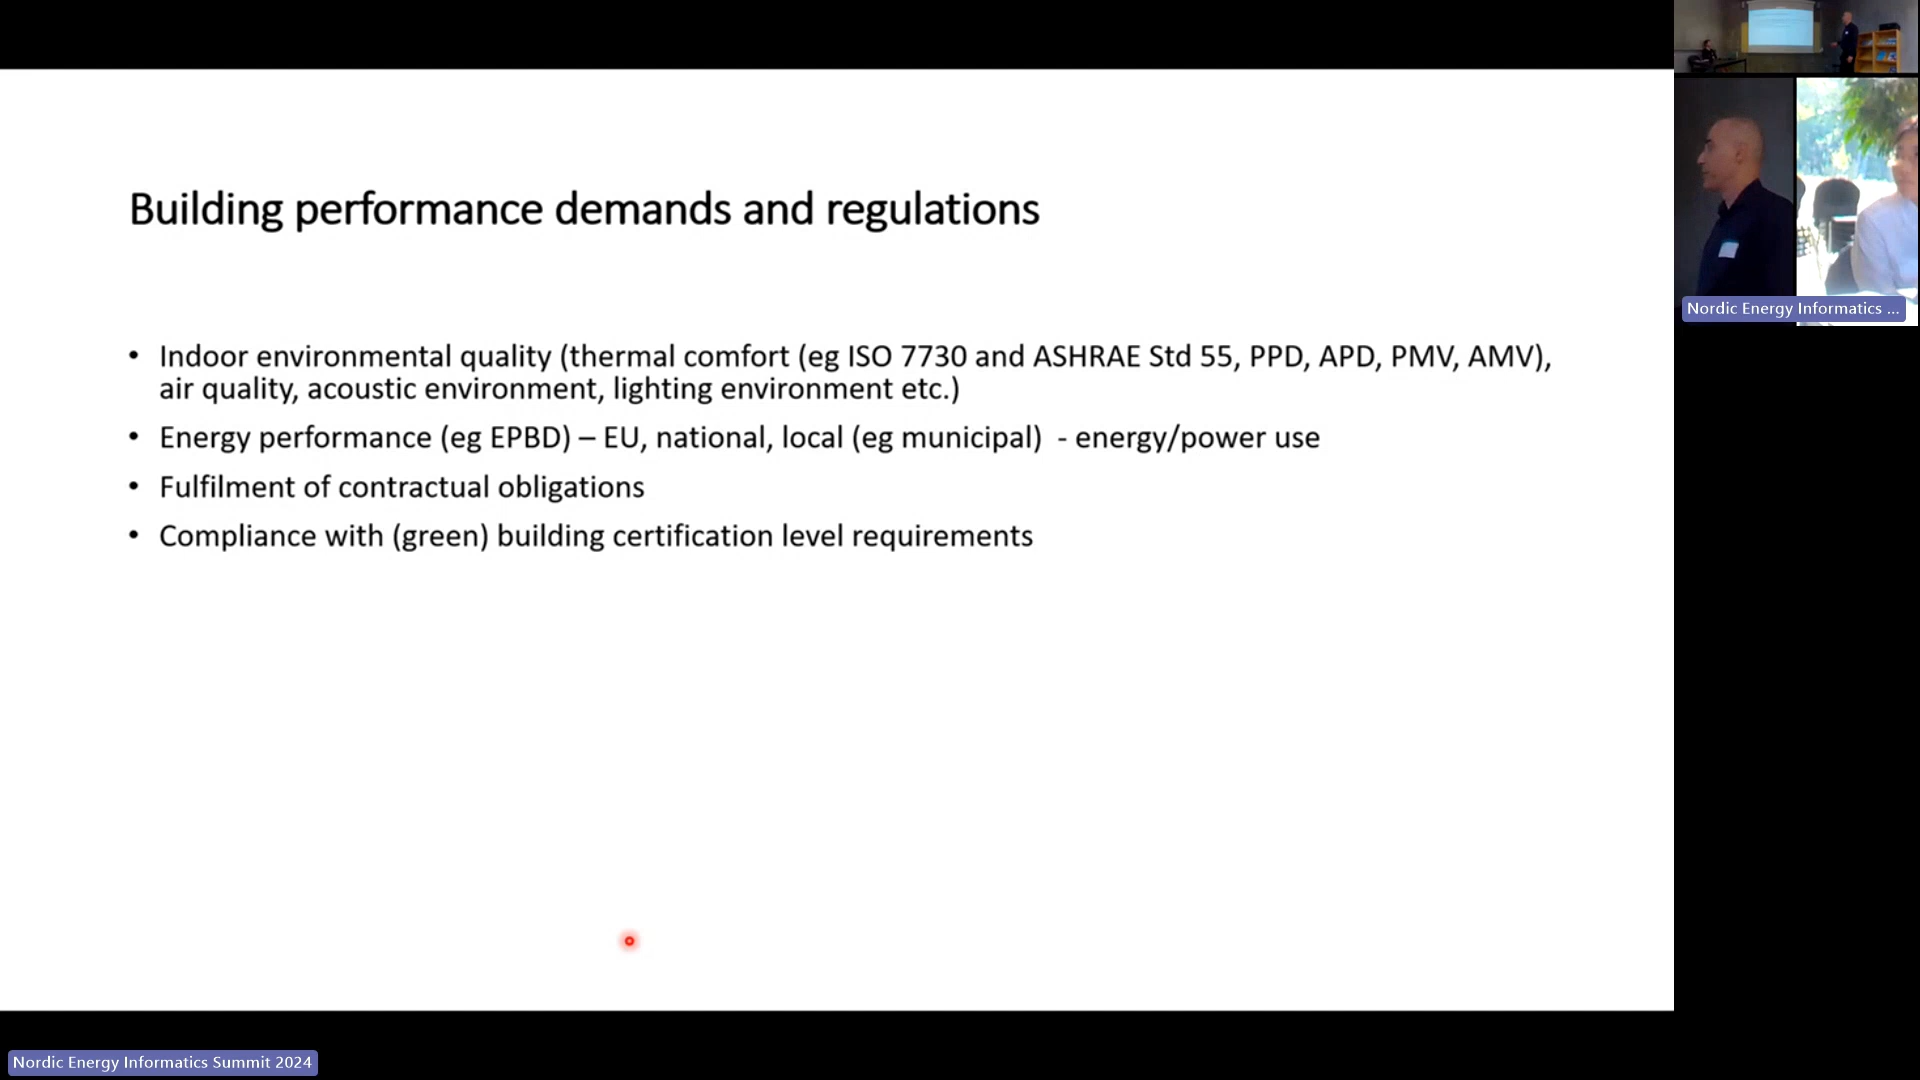 Building performance demands and regulations
• Indoor environmental quality (thermal comfort (eg ISO 7730 and ASHRAE Std 55, PPD, APD, PMV, AMV),
air quality, acoustic environment, lighting environment etc.)
• Energy performance (eg EPBD) – EU, national, local (eg municipal)  - energy/power use
• Fulfilment of contractual obligations
• Compliance with (green) building certification level requirements
Nordic Energy Informatics ...
Nordic Energy Informatics Summit 2024